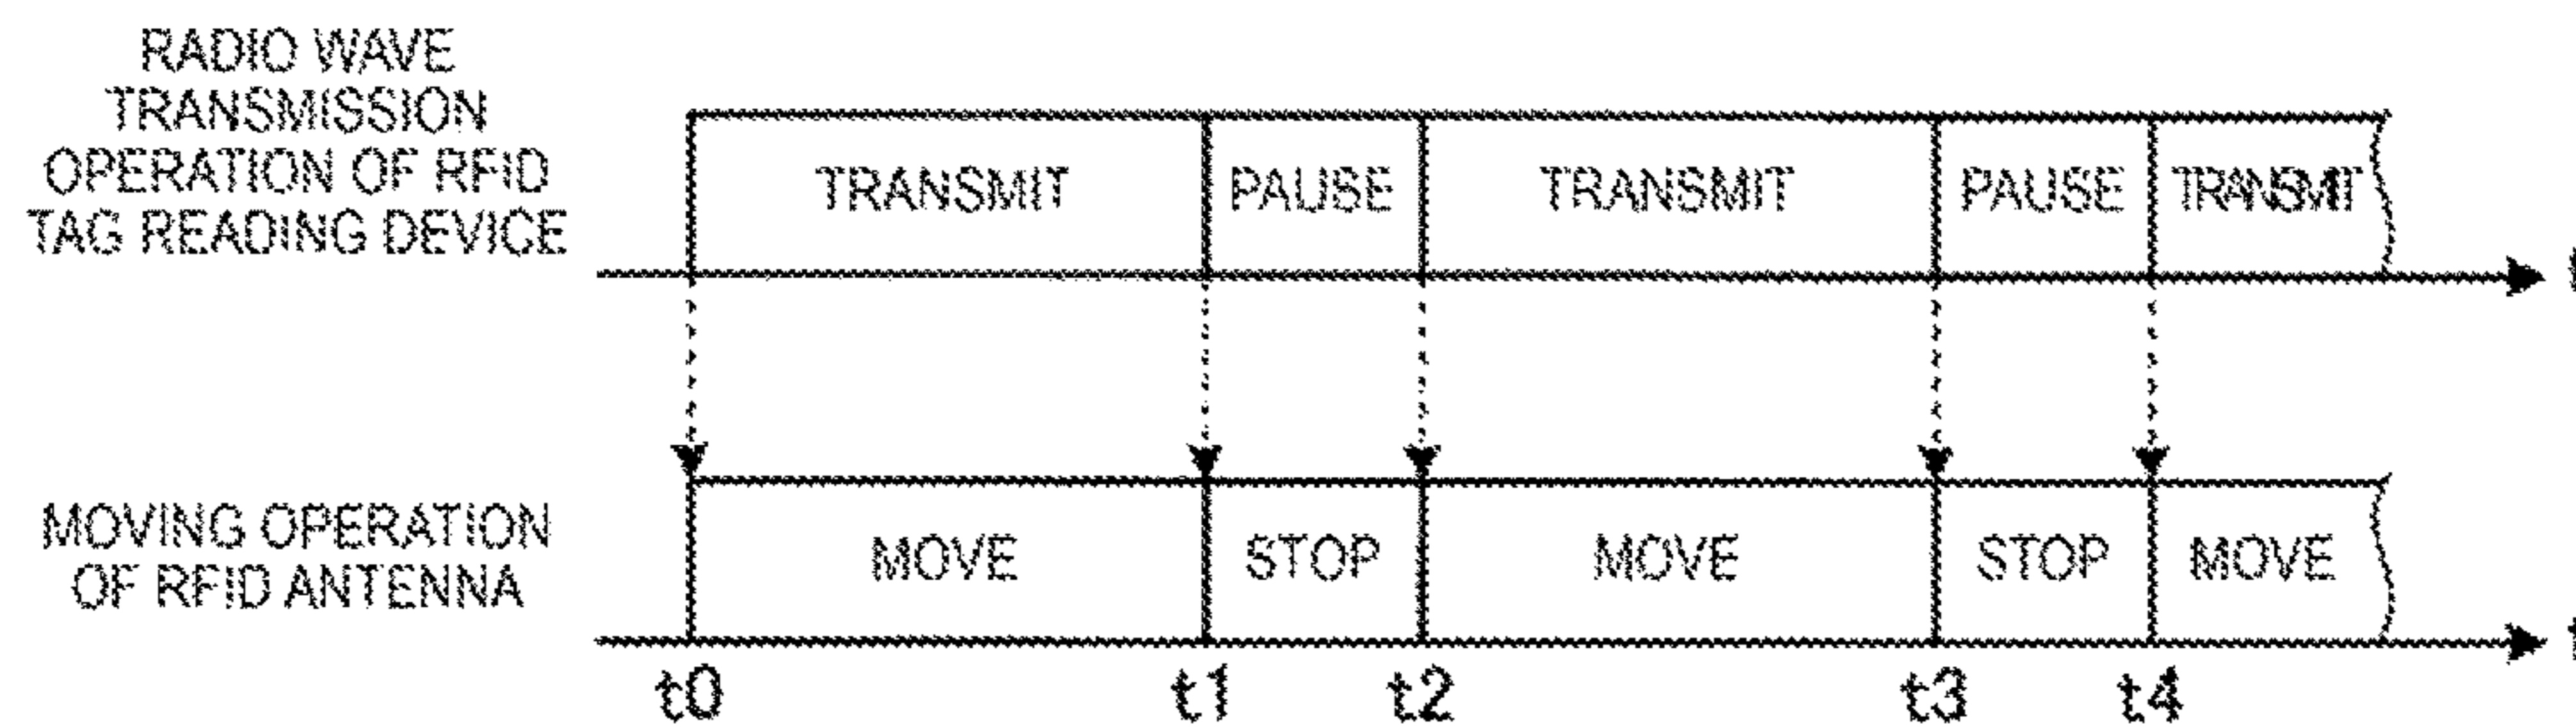 RADIO WAVE
TRANSMISSION
OPERATION OF RFID
TAG READING DEVICE
TRANSMIT PAUSE TRANSMIT PAUSE TRANSMIT
t
MOVING OPERATION
OF RFID ANTENNA
MOVE STOP MOVE STOP MOVE
t
t0 t1 t2 t3 t4